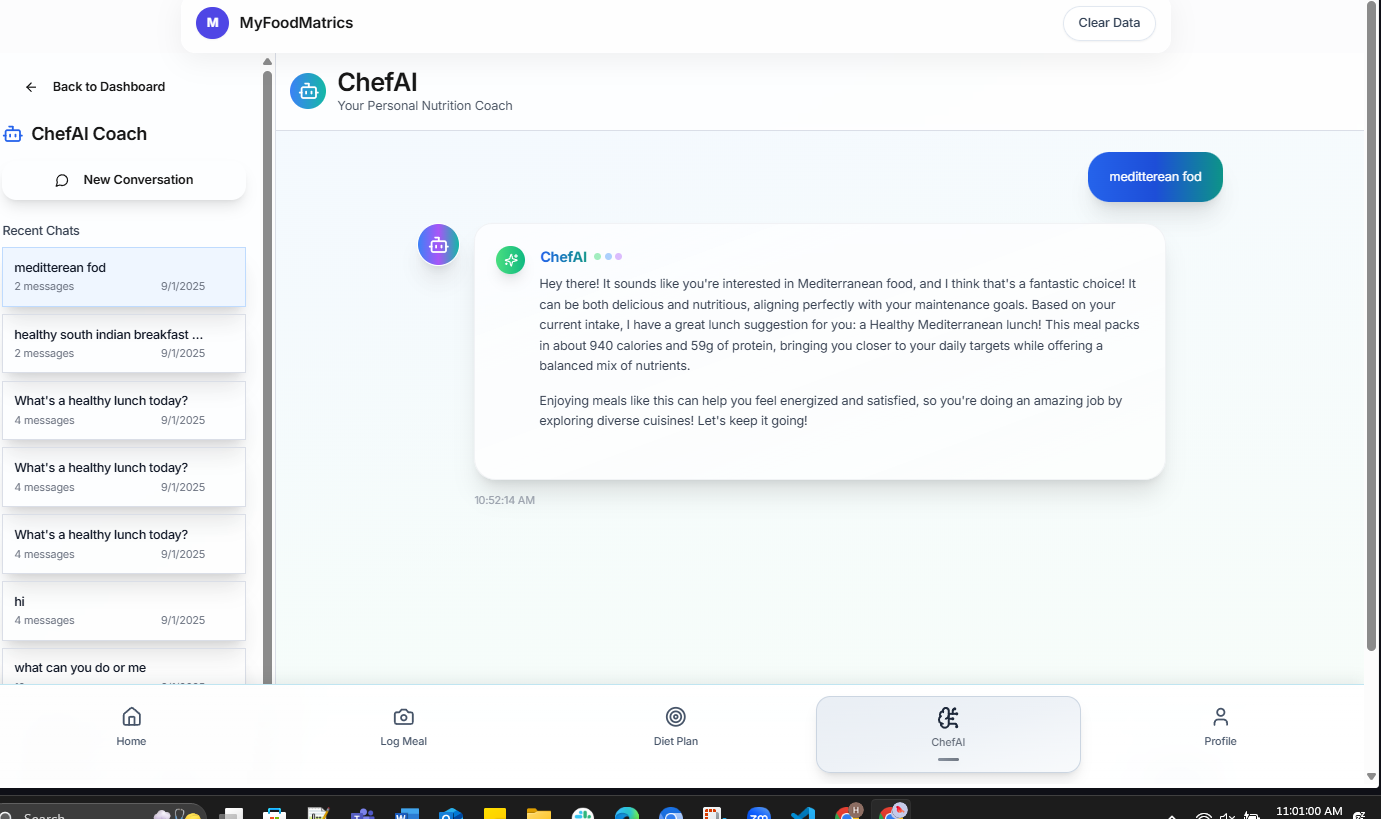 M MyFoodMatrics
Clear Data
Back to Dashboard
ChefAI Coach
New Conversation
Recent Chats
meditterean fod
2 messages 9/1/2025
healthy south indian breakfast ...
2 messages 9/1/2025
What's a healthy lunch today?
4 messages 9/1/2025
What's a healthy lunch today?
4 messages 9/1/2025
What's a healthy lunch today?
4 messages 9/1/2025
hi
4 messages 9/1/2025
what can you do or me
ChefAI
Your Personal Nutrition Coach
meditterean fod
ChefAI
Hey there! It sounds like you're interested in Mediterranean food, and I think that's a fantastic choice! It
can be both delicious and nutritious, aligning perfectly with your maintenance goals. Based on your
current intake, I have a great lunch suggestion for you: a Healthy Mediterranean lunch! This meal packs
in about 940 calories and 59g of protein, bringing you closer to your daily targets while offering a
balanced mix of nutrients.
Enjoying meals like this can help you feel energized and satisfied, so you're doing an amazing job by
exploring diverse cuisines! Let's keep it going!
10:52:14 AM
Home
Log Meal
Diet Plan
ChefAI
Profile
Search
zm
H
11:01:00 AM